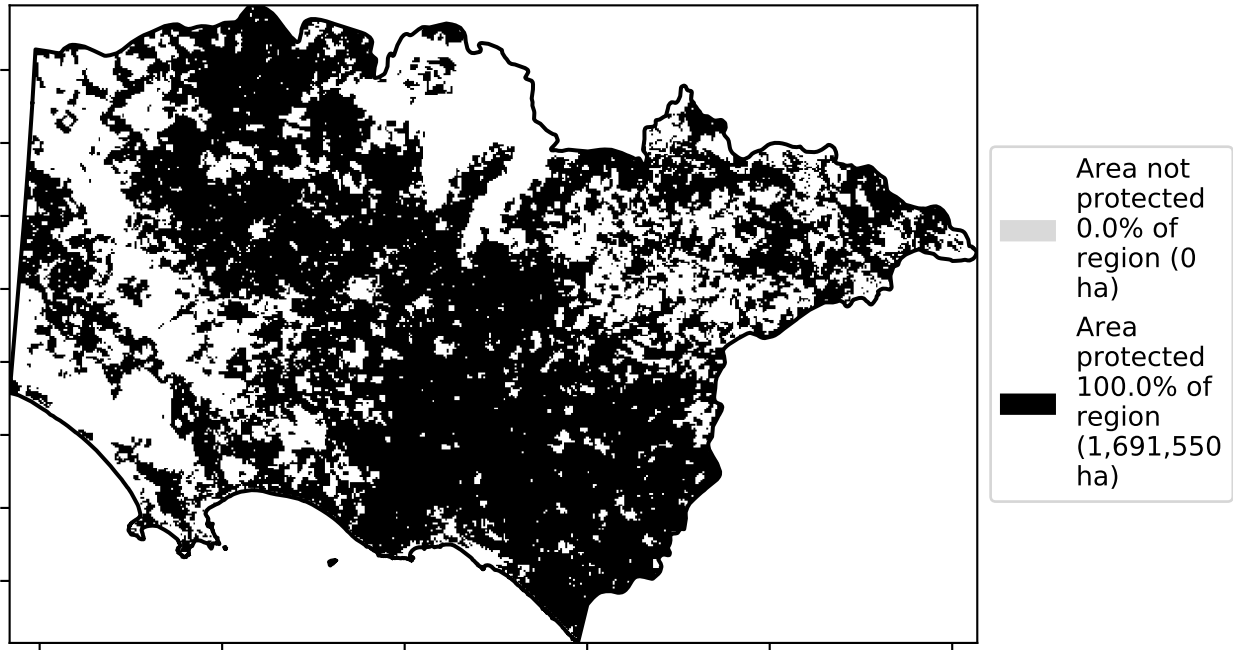 Area not
protected
0.0% of
region (0
ha)
Area
protected
100.0% of
region
(1,691,550
ha)